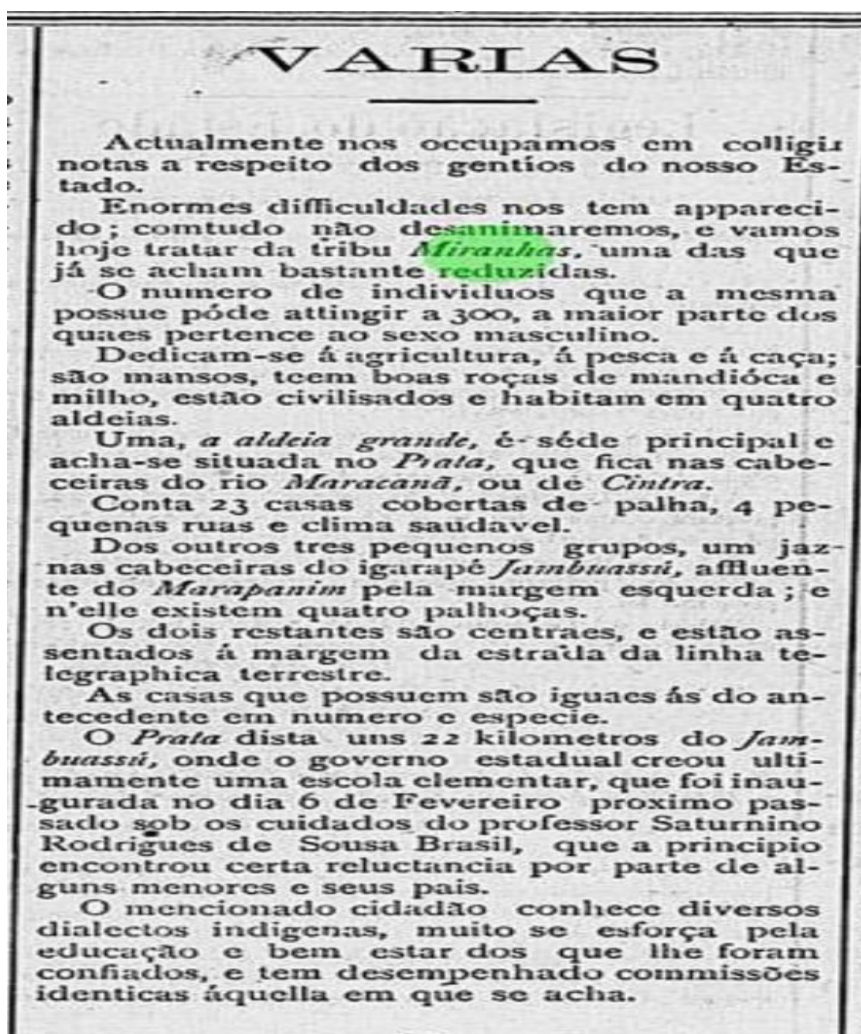 VARIAS
Actualmente nos occupamos em colligir
notas a respeito dos gentios do nosso Es-
tado.
Enormes difficuldades nos tem appareci-
do; comtudo não desanimaremos, e vamos
hoje tratar da tribu Miranhas, uma das que
já se acham bastante reduzidas.
O numero de individuos que a mesma
possue póde attingir a 300, a maior parte dos
quaes pertence ao sexo masculino.
Dedicam-se á agricultura, á pesca e á caça;
são mansos, teem boas roças de mandióca e
milho, estão civilisados e habitam em quatro
aldeias.
Uma, a aldeia grande, é séde principal e
acha-se situada no Prata, que fica nas cabe-
ceiras do rio Maracanã, ou de Cintra.
Conta 23 casas cobertas de palha, 4 pe-
quenas ruas e clima saudavel.
Dos outros tres pequenos grupos, um jaz
nas cabeceiras do igarapé Jambuassú, affluen-
te do Marapanim pela margem esquerda; e
n'elle existem quatro palhoças.
Os dois restantes são centraes, e estão as-
sentados á margem da estrada da linha te-
legraphica terrestre.
As casas que possuem são iguaes ás do an-
tecedente em numero e especie.
O Prata dista uns 22 kilometros do Jam-
buassú, onde o governo estadual creou ulti-
mamente uma escola elementar, que foi inau-
gurada no dia 6 de Fevereiro proximo pas-
sado sob os cuidados do professor Saturnino
Rodrigues de Sousa Brasil, que a principio
encontrou certa reluctancia por parte de al-
guns menores e seus pais.
O mencionado cidadão conhece diversos
dialectos indigenas, muito se esforça pela
educação e bem estar dos que lhe foram
confiados, e tem desempenhado commissões
identicas áquella em que se acha.